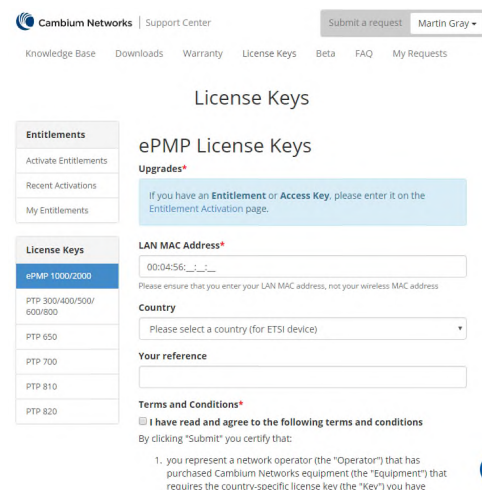 Cambium Networks | Support Center
Submit a request Martin Gray
Knowledge Base Downloads Warranty License Keys Beta FAQ My Requests
License Keys
Entitlements
Activate Entitlements
Recent Activations
My Entitlements
License Keys
ePMP 1000/2000
PTP 300/400/500/
600/800
PTP 650
PTP 700
PTP 810
PTP 820
ePMP License Keys
Upgrades*
If you have an Entitlement or Access Key, please enter it on the
Entitlement Activation page.
LAN MAC Address*
00:04:56:__:__:__
Please ensure that you enter your LAN MAC address, not your wireless MAC address
Country
Please select a country (for ETSI device)
Your reference
Terms and Conditions*
I have read and agree to the following terms and conditions
By clicking "Submit" you certify that:
1. you represent a network operator (the "Operator") that has
purchased Cambium Networks equipment (the "Equipment") that
requires the country-specific license key (the "Key") you have